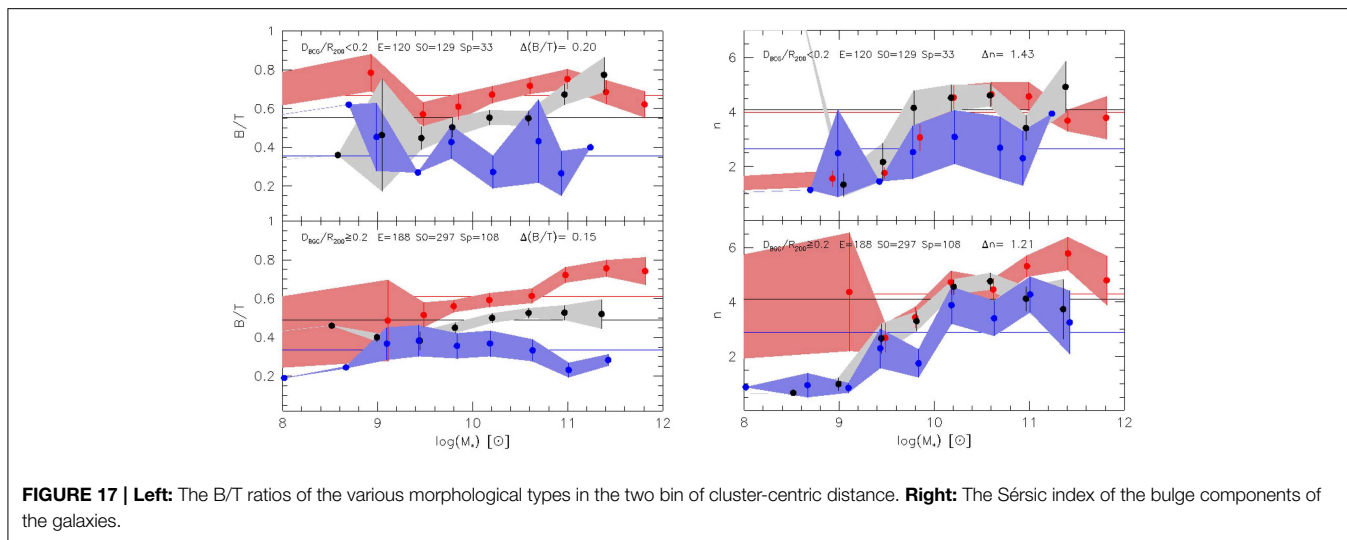 1
D_BCG/R_200<0.2 E=120 S0=129 Sp=33 Δ(B/T)= 0.20
0.8
0.6
B/T
0.4
0.2
1
D_BGC/R_200≥0.2 E=188 S0=297 Sp=108 Δ(B/T)= 0.15
0.8
0.6
B/T
0.4
0.2
8 9 10 11 12
log(M_*) [⊙]
D_BCG/R_200<0.2 E=120 S0=129 Sp=33 Δn= 1.43
6
n
4
2
D_BGC/R_200≥0.2 E=188 S0=297 Sp=108 Δn= 1.21
6
n
4
2
8 9 10 11 12
log(M_*) [⊙]
FIGURE 17 | Left: The B/T ratios of the various morphological types in the two bin of cluster-centric distance. Right: The Sérsic index of the bulge components of
the galaxies.